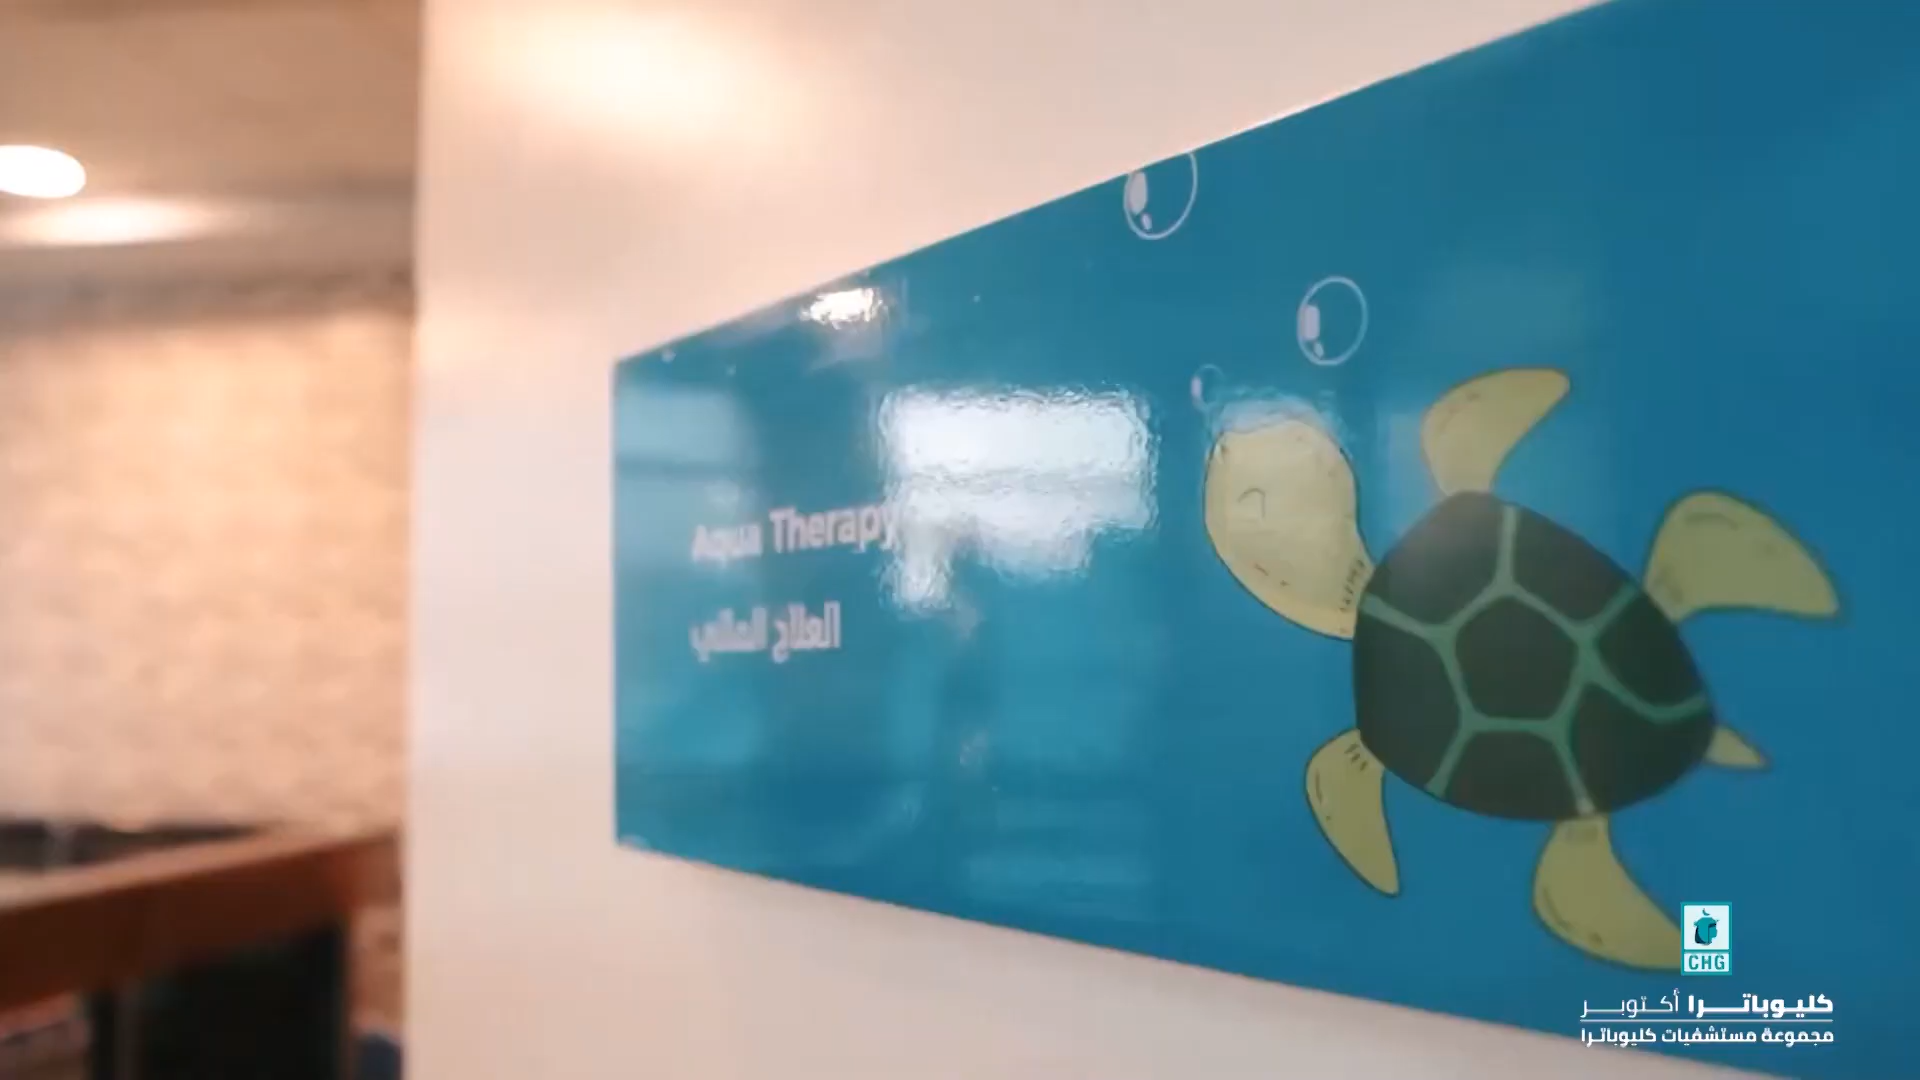 Aqua Therapy
العلاج المائي
CHG
كليوباترا أكتوبر
مجموعة مستشفيات كليوباترا